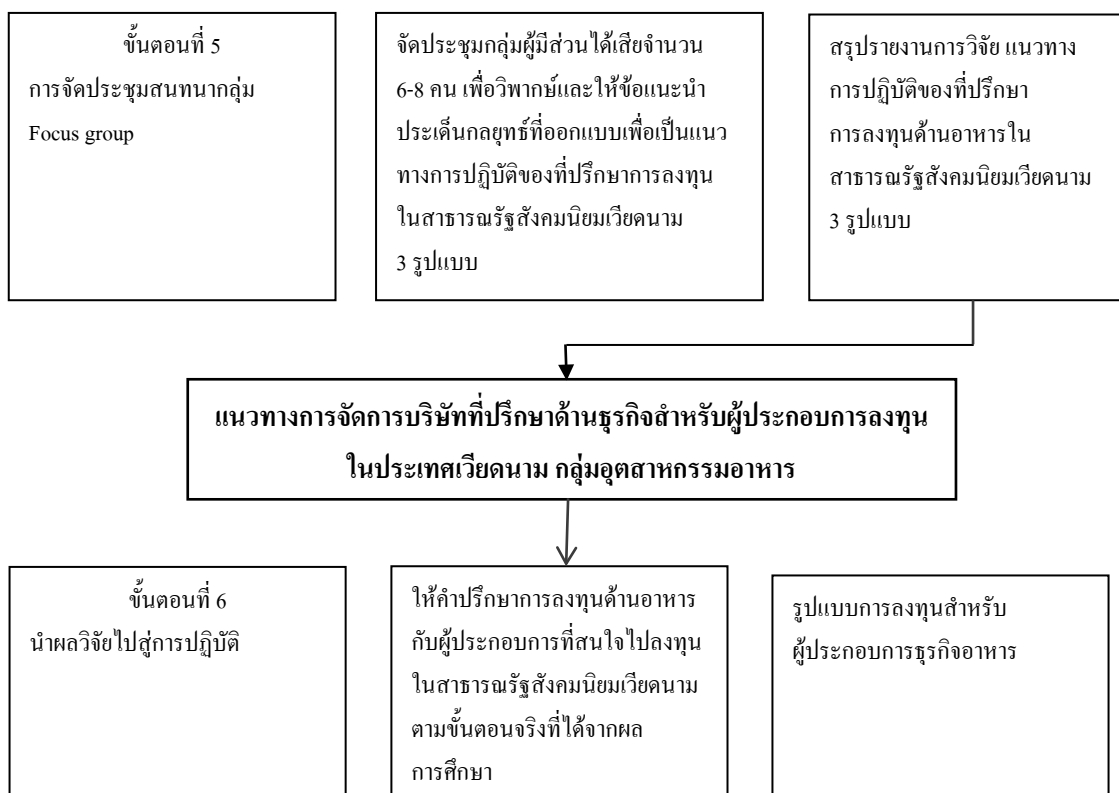 ขั้นตอนที่ 5
การจัดประชุมสนทนากลุ่ม
Focus group
จัดประชุมกลุ่มผู้มีส่วนได้เสียจำนวน
6-8 คน เพื่อวิพากษ์และให้ข้อแนะนำ
ประเด็นกลยุทธ์ที่ออกแบบเพื่อเป็นแนว
ทางการปฏิบัติของที่ปรึกษาการลงทุน
ในสาธารณรัฐสังคมนิยมเวียดนาม
3 รูปแบบ
สรุปรายงานการวิจัย แนวทาง
การปฏิบัติของที่ปรึกษา
การลงทุนด้านอาหารใน
สาธารณรัฐสังคมนิยมเวียดนาม
3 รูปแบบ
แนวทางการจัดการบริษัทที่ปรึกษาด้านธุรกิจสำหรับผู้ประกอบการลงทุน
ในประเทศเวียดนาม กลุ่มอุตสาหกรรมอาหาร
ขั้นตอนที่ 6
นำผลวิจัยไปสู่การปฏิบัติ
ให้คำปรึกษาการลงทุนด้านอาหาร
กับผู้ประกอบการที่สนใจไปลงทุน
ในสาธารณรัฐสังคมนิยมเวียดนาม
ตามขั้นตอนจริงที่ได้จากผล
การศึกษา
รูปแบบการลงทุนสำหรับ
ผู้ประกอบการธุรกิจอาหาร